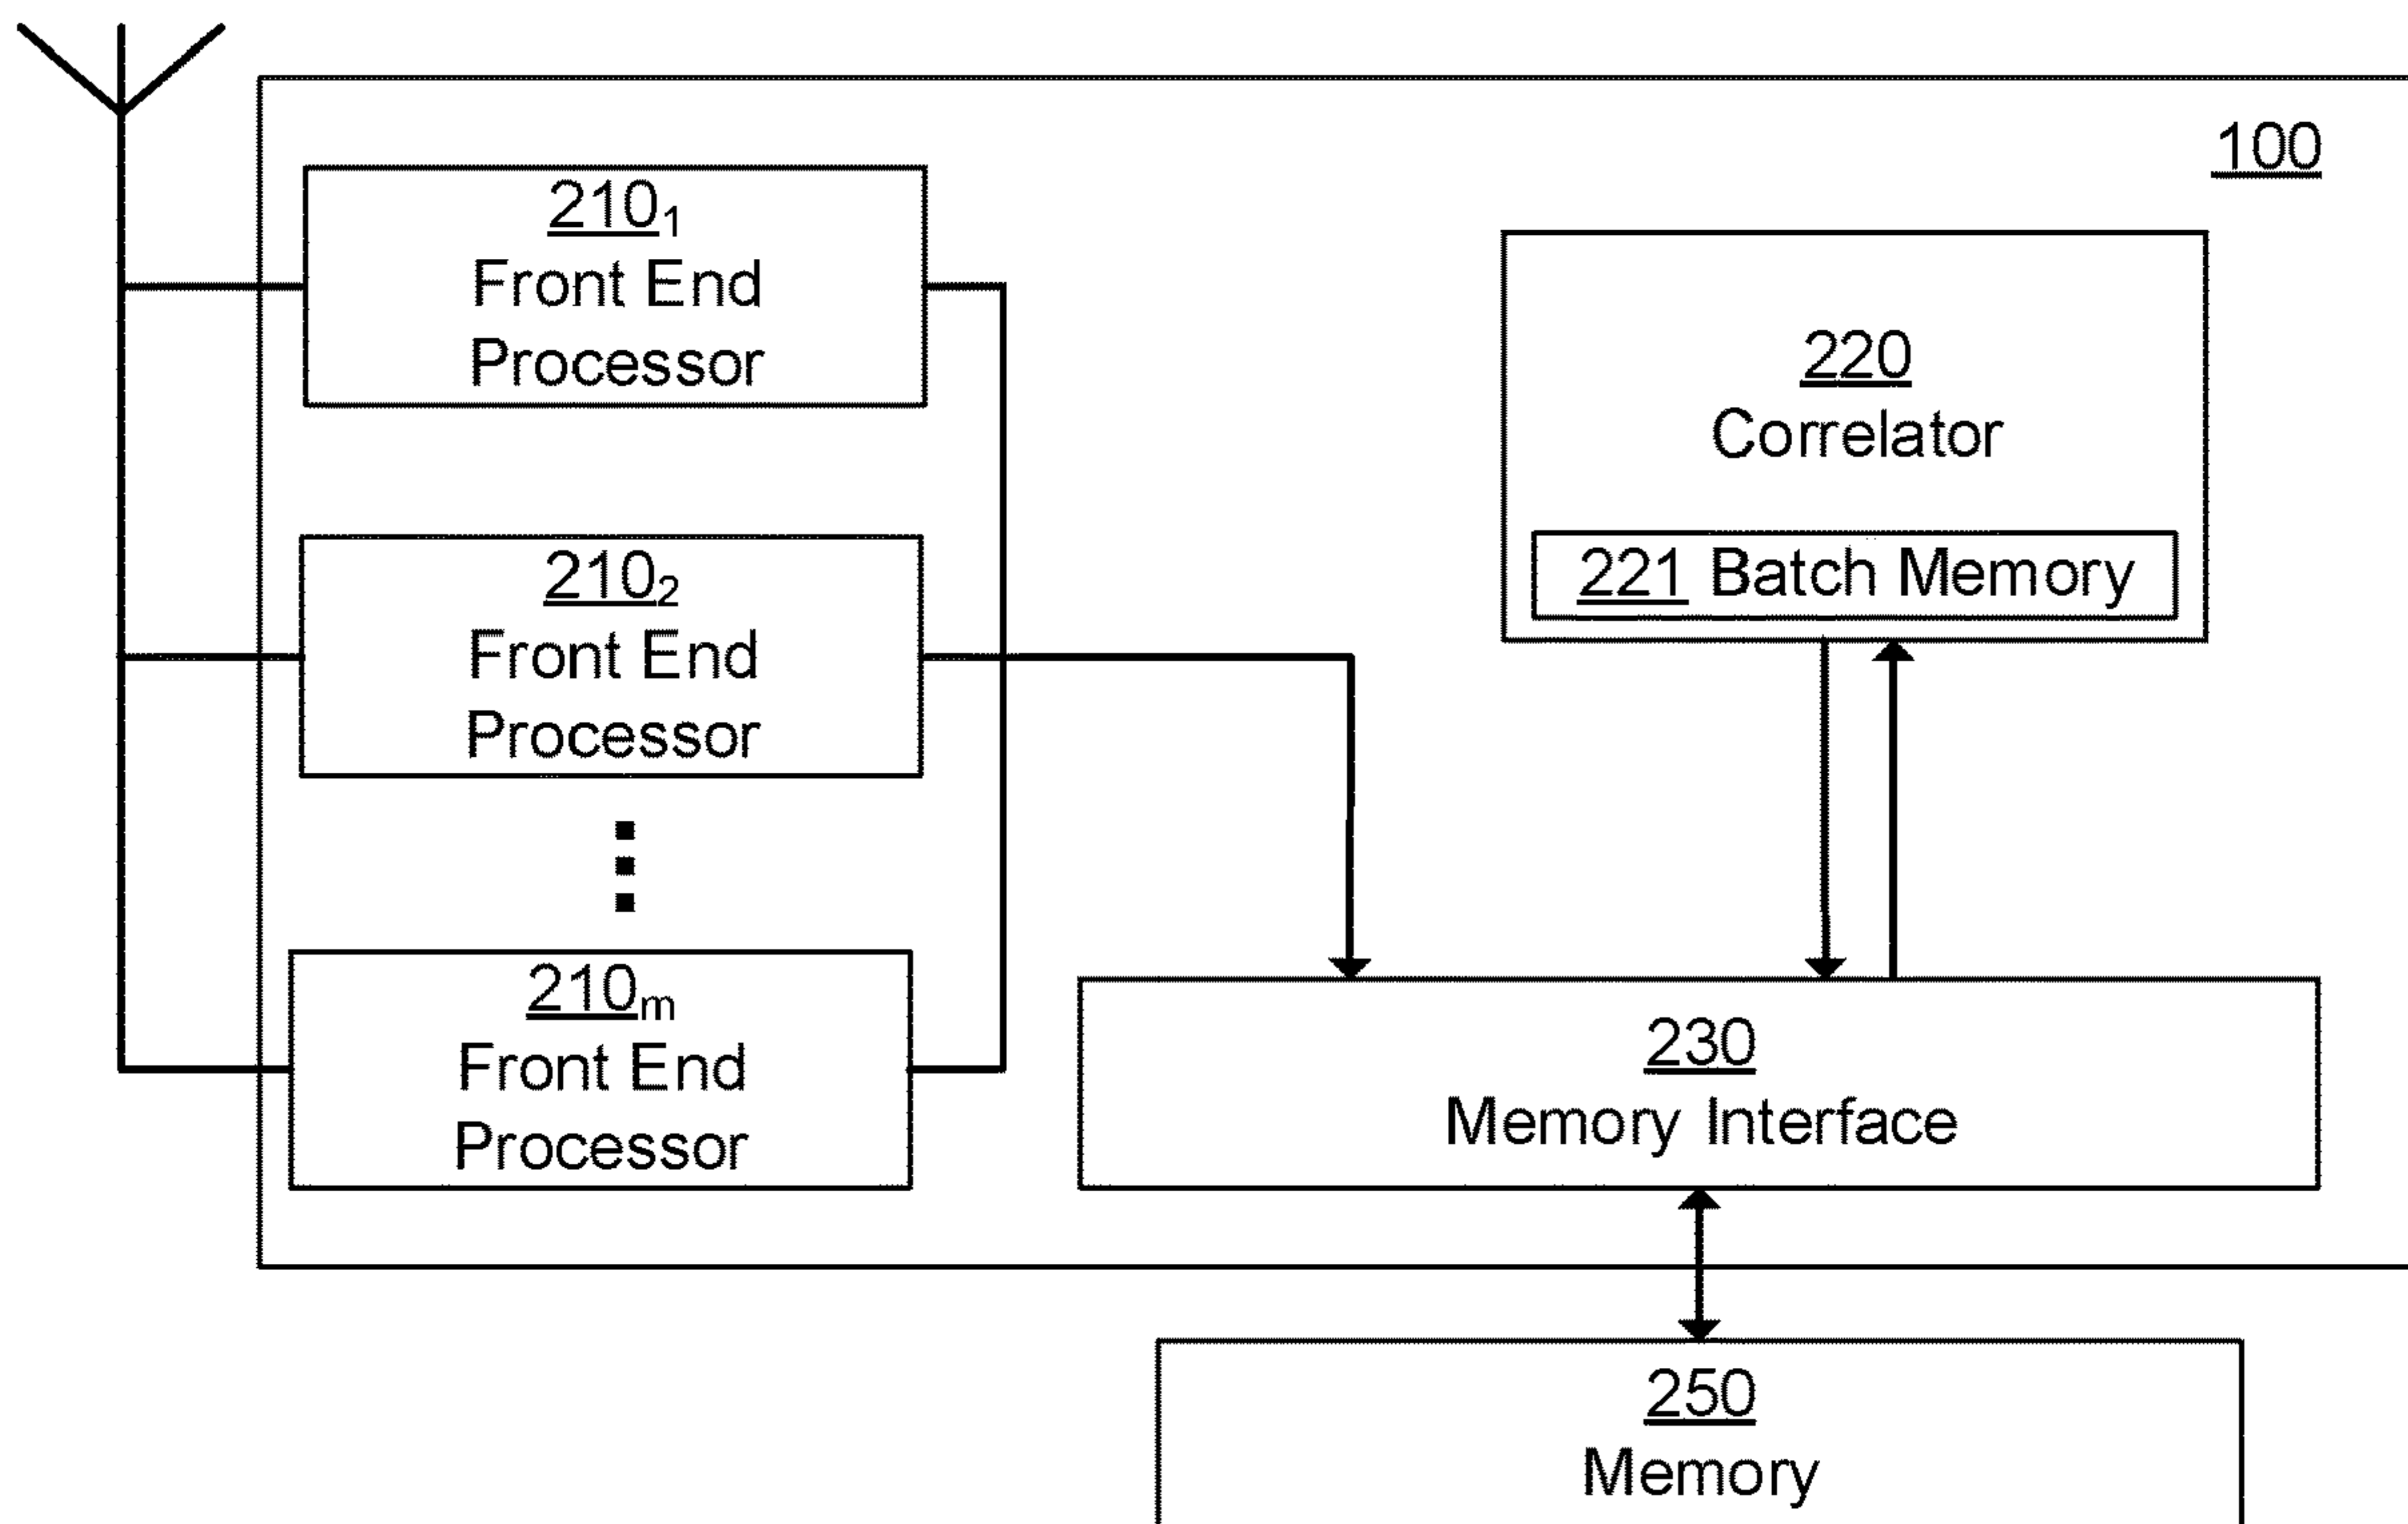 100
210₁
Front End
Processor
220
Correlator
221 Batch Memory
210₂
Front End
Processor
210ₘ
Front End
Processor
230
Memory Interface
250
Memory